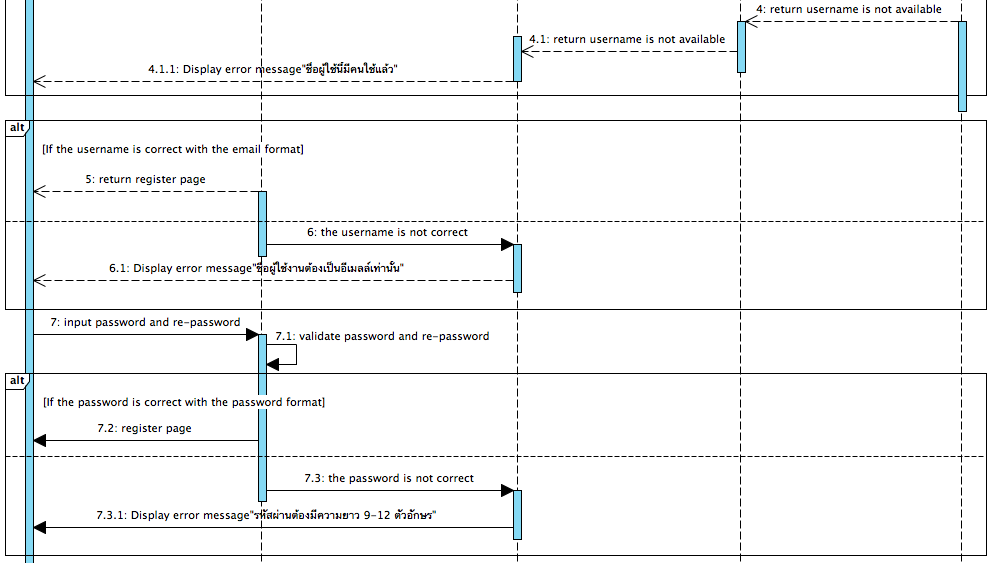 4: return username is not available
4.1: return username is not available
4.1.1: Display error message"ชื่อผู้ใช้นี้มีคนใช้แล้ว"
alt
[If the username is correct with the email format]
5: return register page
6: the username is not correct
6.1: Display error message"ชื่อผู้ใช้งานต้องเป็นอีเมลล์เท่านั้น"
7: input password and re-password
7.1: validate password and re-password
alt
[If the password is correct with the password format]
7.2: register page
7.3: the password is not correct
7.3.1: Display error message"รหัสผ่านต้องมีความยาว 9-12 ตัวอักษร"